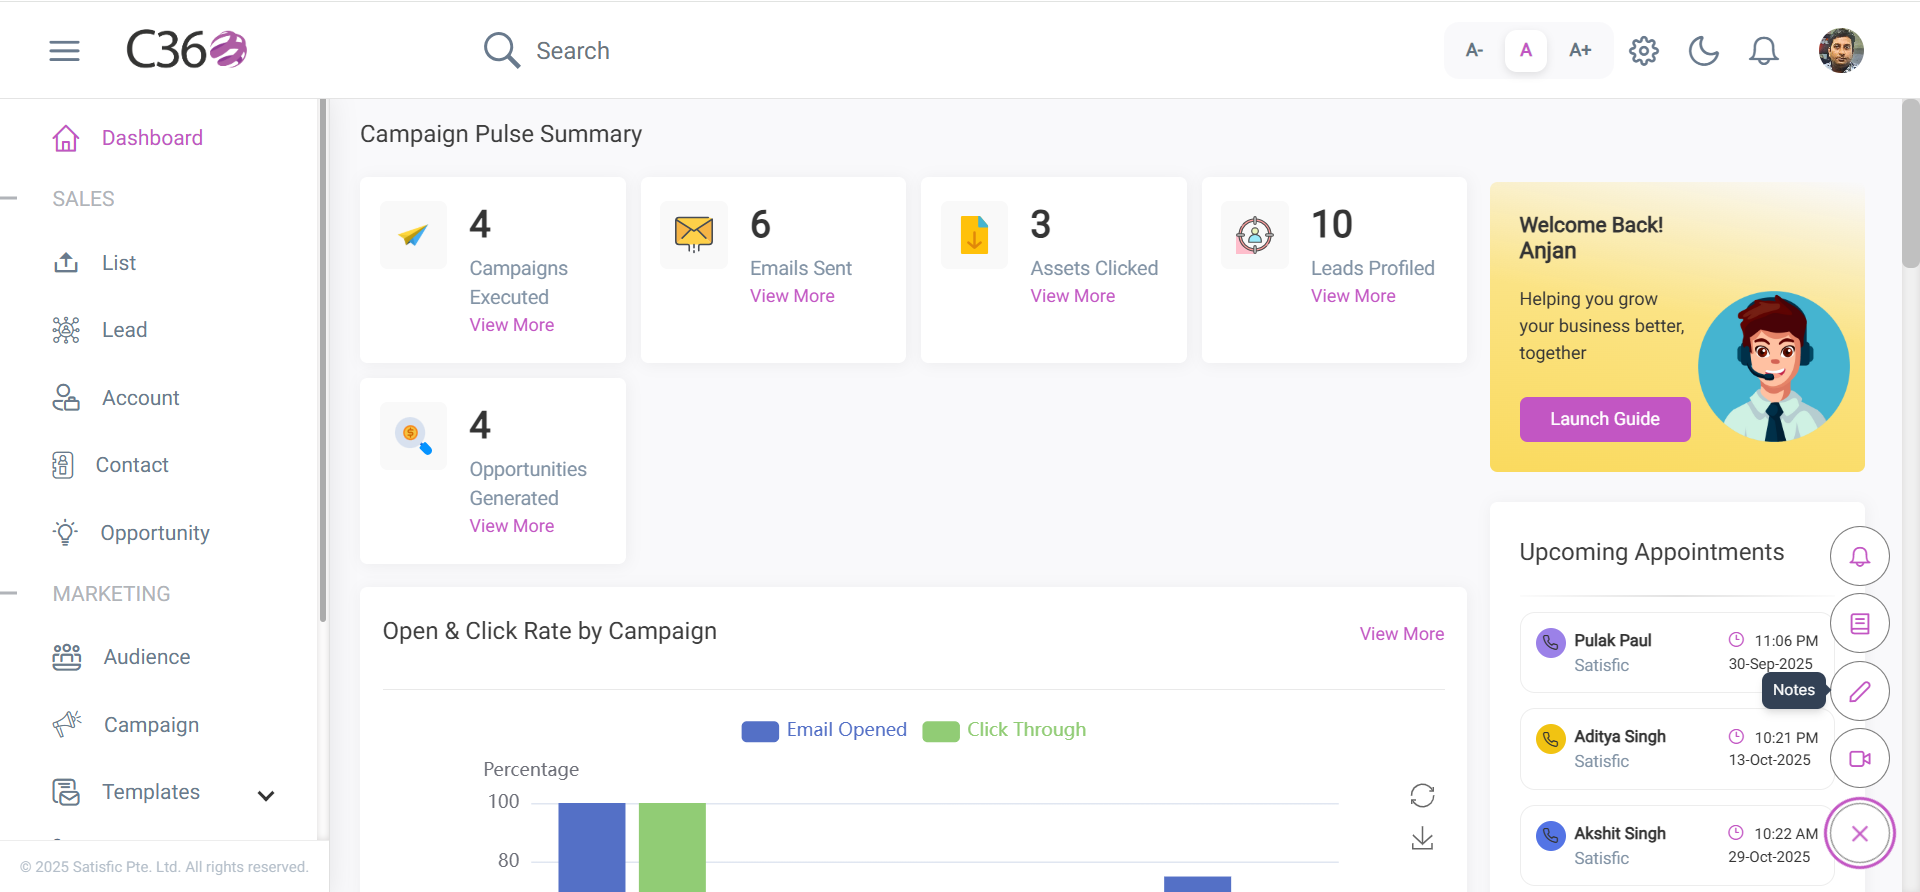 C360
Search
A-
A
A+
Dashboard
SALES
List
Lead
Account
Contact
Opportunity
MARKETING
Audience
Campaign
Templates
© 2025 Satisfic Pte. Ltd. All rights reserved.
Campaign Pulse Summary
4
Campaigns
Executed
View More
6
Emails Sent
View More
3
Assets Clicked
View More
10
Leads Profiled
View More
4
Opportunities
Generated
View More
Open & Click Rate by Campaign
View More
Email Opened
Click Through
Percentage
100
80
Welcome Back!
Anjan
Helping you grow
your business better,
together
Launch Guide
Upcoming Appointments
Pulak Paul
11:06 PM
Satisfic
30-Sep-2025
Notes
Aditya Singh
10:21 PM
Satisfic
13-Oct-2025
Akshit Singh
10:22 AM
Satisfic
29-Oct-2025